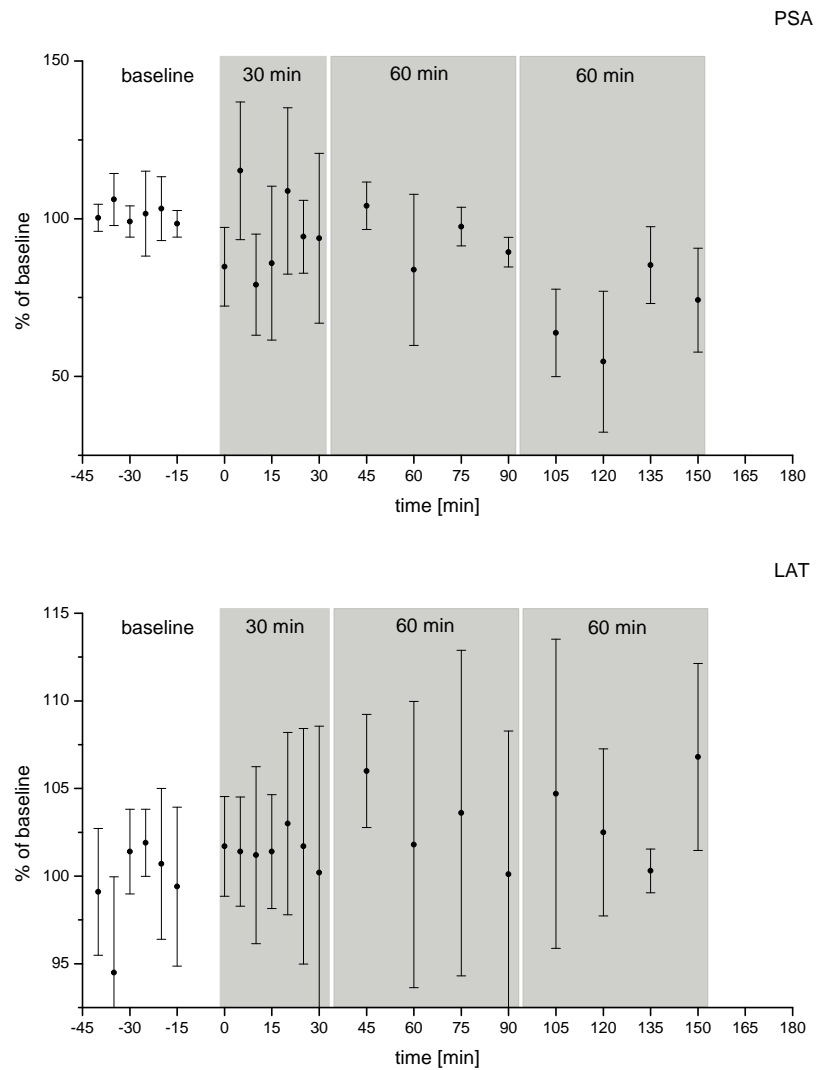 PSA
150
100
50
% of baseline
baseline
30 min
60 min
60 min
-45 -30 -15 0 15 30 45 60 75 90 105 120 135 150 165 180
time [min]
LAT
115
110
105
100
95
% of baseline
baseline
30 min
60 min
60 min
-45 -30 -15 0 15 30 45 60 75 90 105 120 135 150 165 180
time [min]